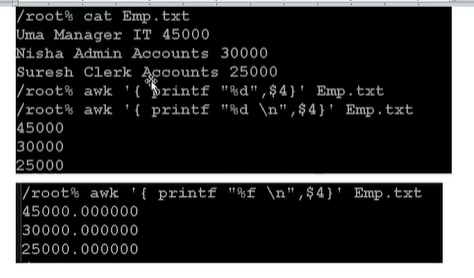 /root% cat Emp.txt
Uma Manager IT 45000
Nisha Admin Accounts 30000
Suresh Clerk Accounts 25000
/root% awk '{ printf "%d",$4}' Emp.txt
/root% awk '{ printf "%d \n",$4}' Emp.txt
45000
30000
25000
/root% awk '{ printf "%f \n",$4}' Emp.txt
45000.000000
30000.000000
25000.000000